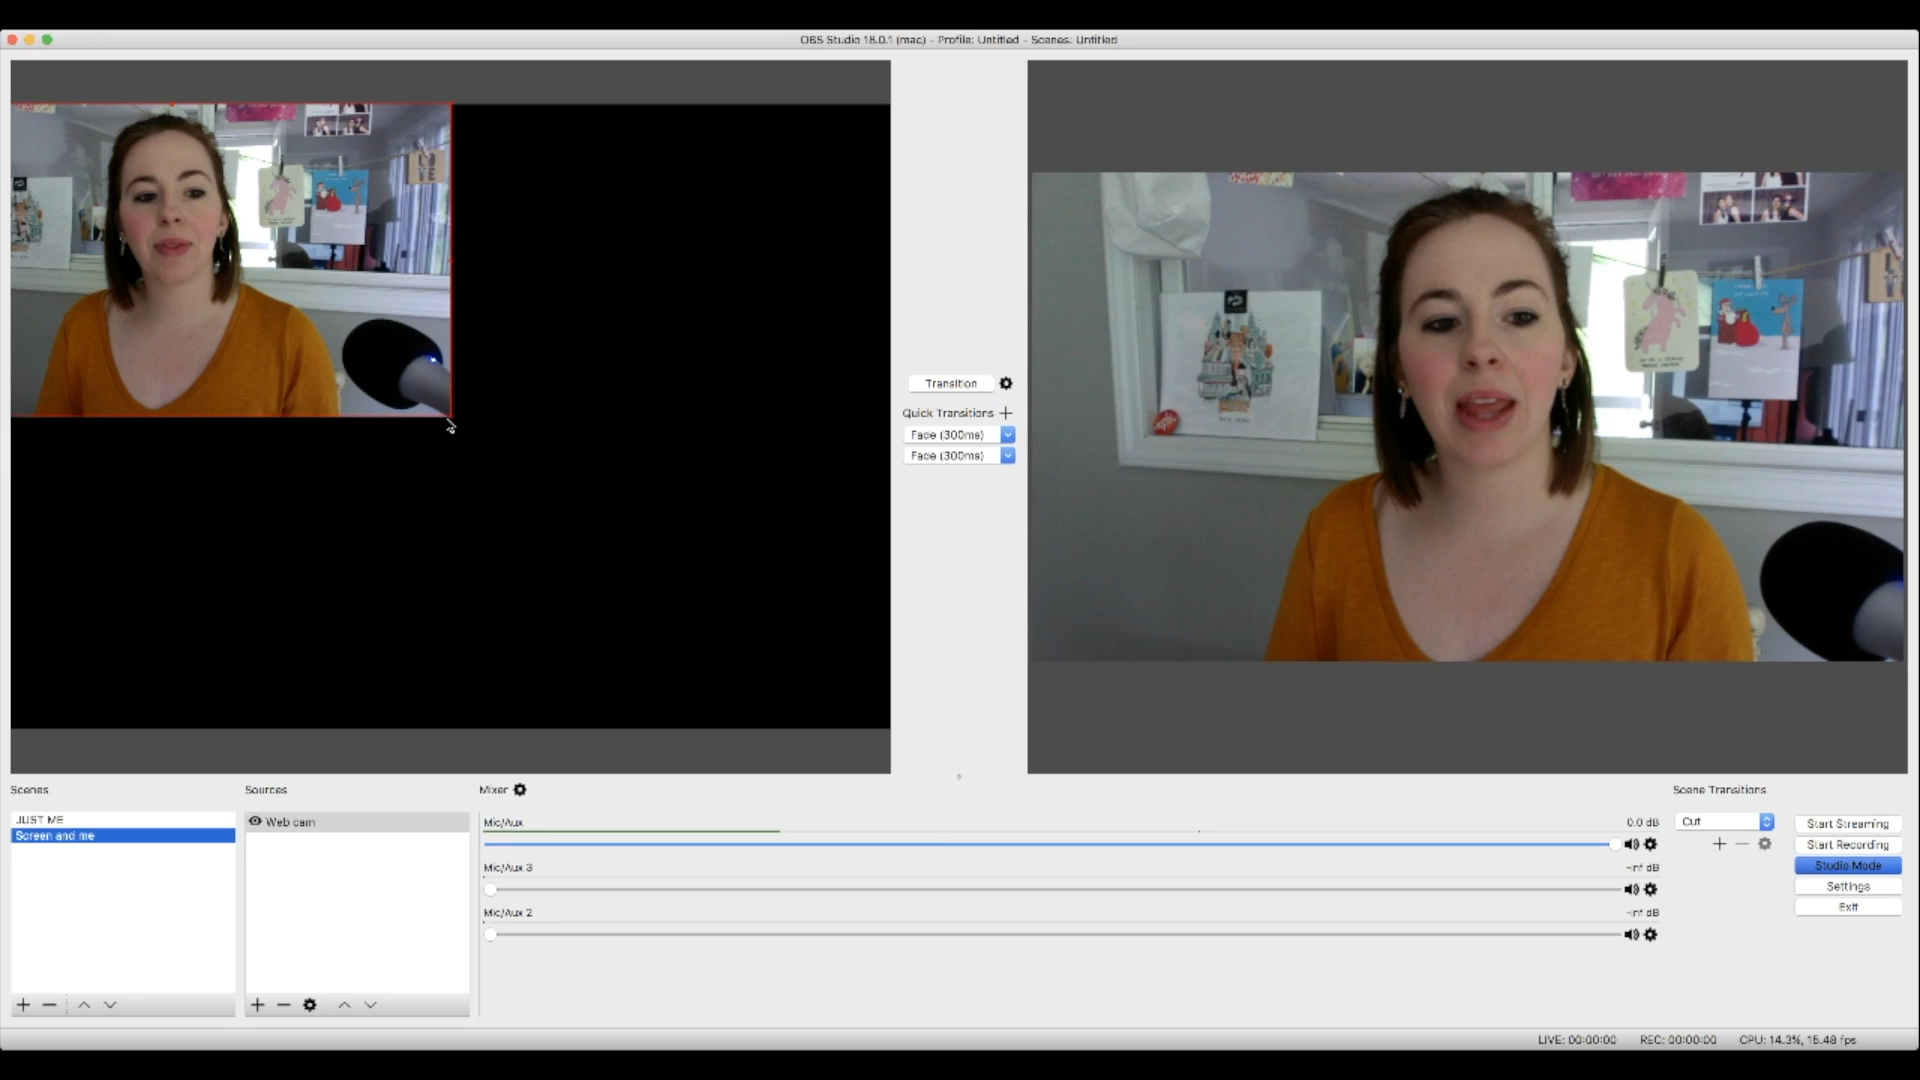 OBS Studio 18.0.1 (mac) - Profile: Untitled - Scenes: Untitled
Transition
Quick Transitions
Fade (300ms)
Fade (300ms)
Scenes
Sources
Mixer
Scene Transitions
JUST ME
Screen and me
Web cam
Mic/Aux
0.0 dB
Mic/Aux 3
-inf dB
Mic/Aux 2
-inf dB
Cut
Start Streaming
Start Recording
Studio Mode
Settings
Exit
LIVE: 00:00:00
REC: 00:00:00
CPU: 14.3%, 15.48 fps